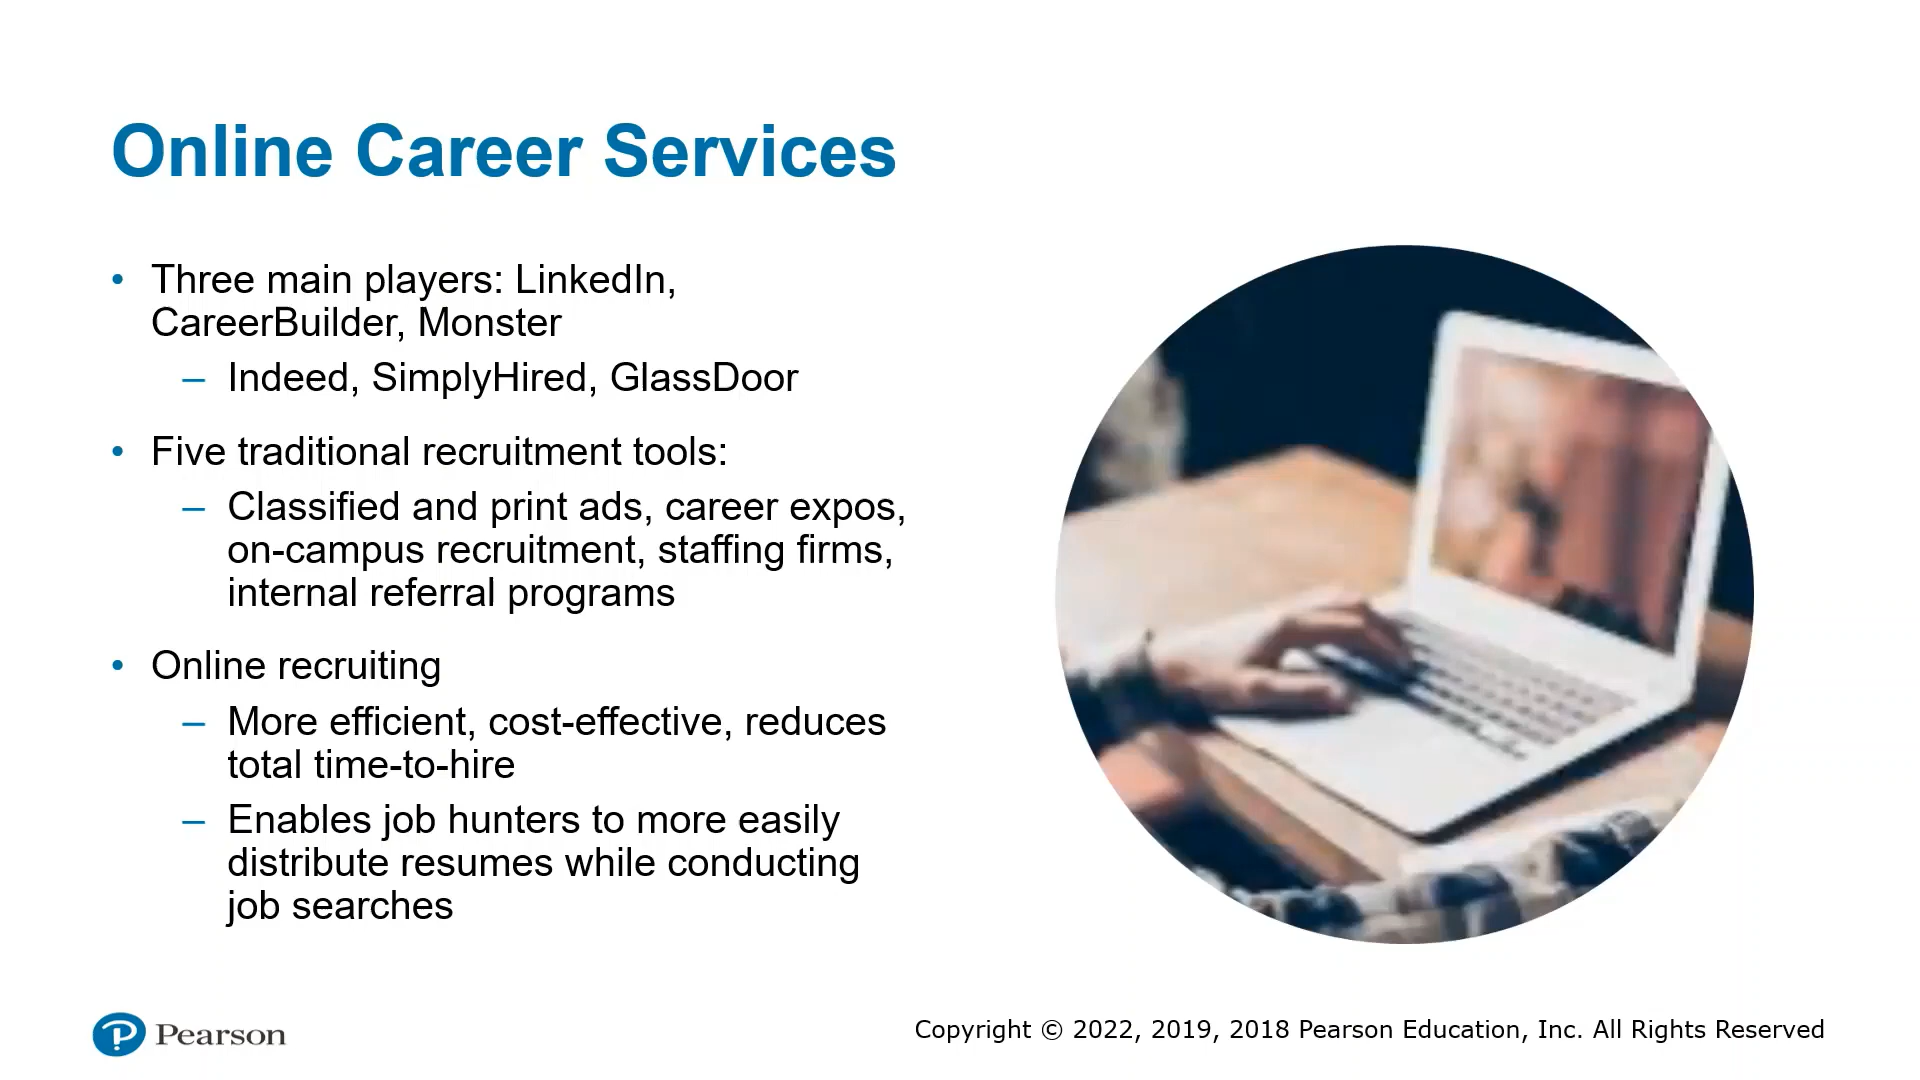 Online Career Services
• Three main players: LinkedIn,
CareerBuilder, Monster
– Indeed, SimplyHired, GlassDoor
• Five traditional recruitment tools:
– Classified and print ads, career expos,
on-campus recruitment, staffing firms,
internal referral programs
• Online recruiting
– More efficient, cost-effective, reduces
total time-to-hire
– Enables job hunters to more easily
distribute resumes while conducting
job searches
Pearson
Copyright © 2022, 2019, 2018 Pearson Education, Inc. All Rights Reserved